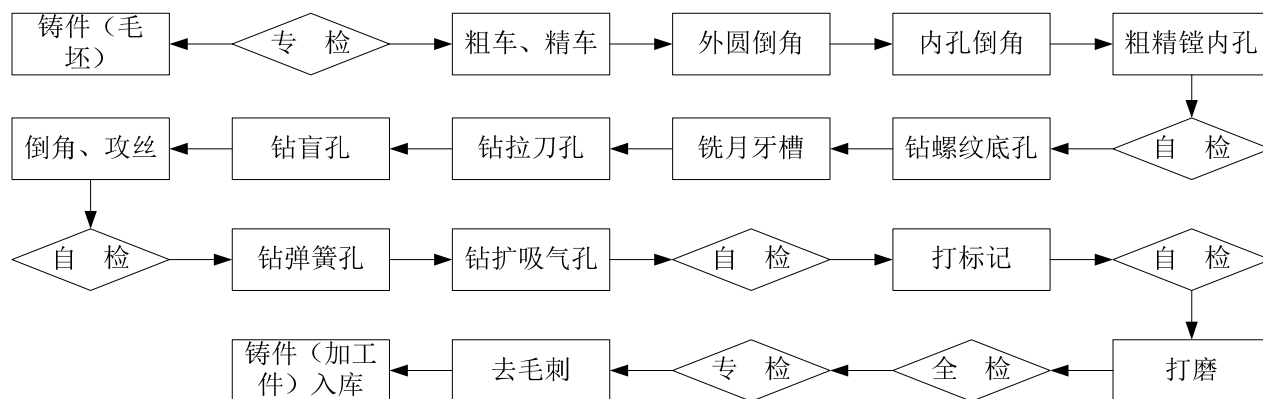 铸件（毛
坯）
专 检
粗车、精车
外圆倒角
内孔倒角
粗精镗内孔
自 检
钻螺纹底孔
铣月牙槽
钻拉刀孔
钻盲孔
倒角、攻丝
自 检
钻弹簧孔
钻扩吸气孔
自 检
打标记
自 检
打磨
全 检
专 检
去毛刺
铸件（加工
件）入库